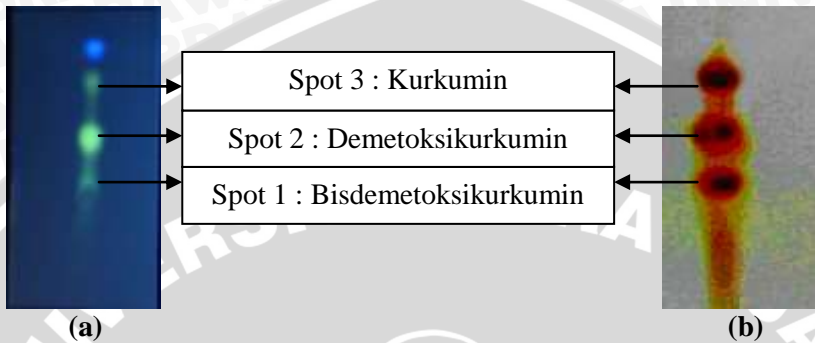 Spot 3 : Kurkumin
Spot 2 : Demetoksikurkumin
Spot 1 : Bisdemetoksikurkumin
(a)
(b)